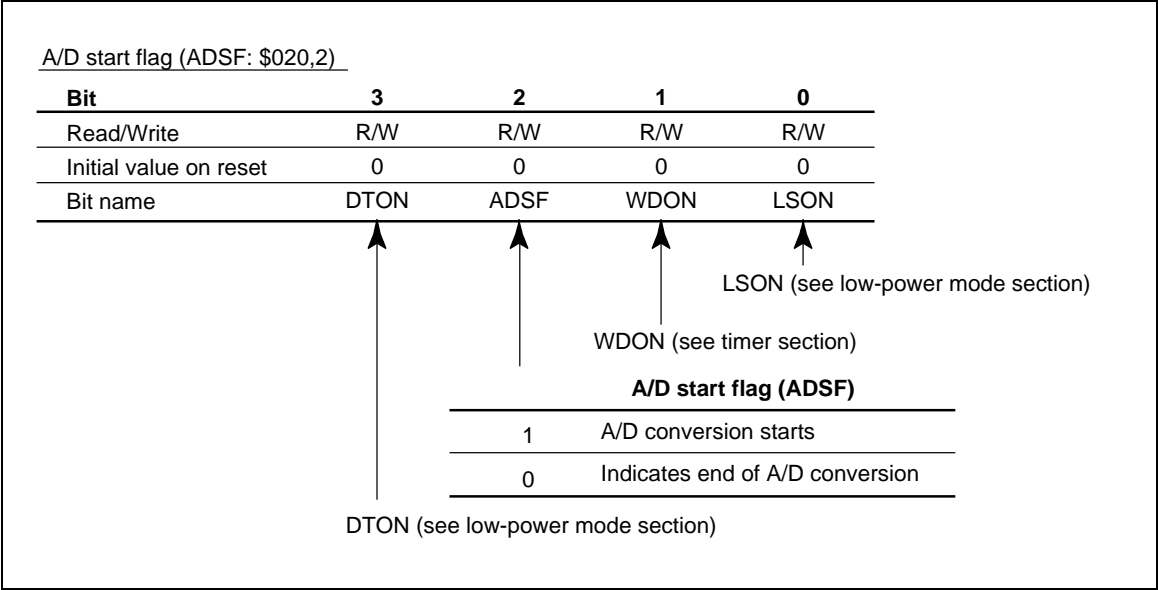 A/D start flag (ADSF: $020,2)
Bit 3 2 1 0
Read/Write R/W R/W R/W R/W
Initial value on reset 0 0 0 0
Bit name DTON ADSF WDON LSON
LSON (see low-power mode section)
WDON (see timer section)
A/D start flag (ADSF)
1 A/D conversion starts
0 Indicates end of A/D conversion
DTON (see low-power mode section)